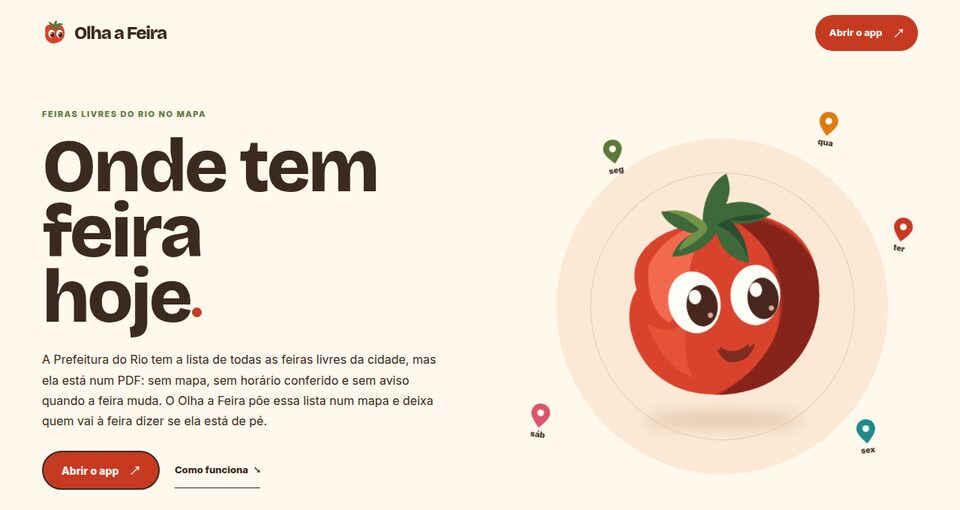 Olha a Feira
Abrir o app ↗
FEIRAS LIVRES DO RIO NO MAPA
Onde tem
feira
hoje.
A Prefeitura do Rio tem a lista de todas as feiras livres da cidade, mas
ela está num PDF: sem mapa, sem horário conferido e sem aviso
quando a feira muda. O Olha a Feira põe essa lista num mapa e deixa
quem vai à feira dizer se ela está de pé.
Abrir o app ↗
Como funciona ↘
seg
qua
ter
sáb
sex